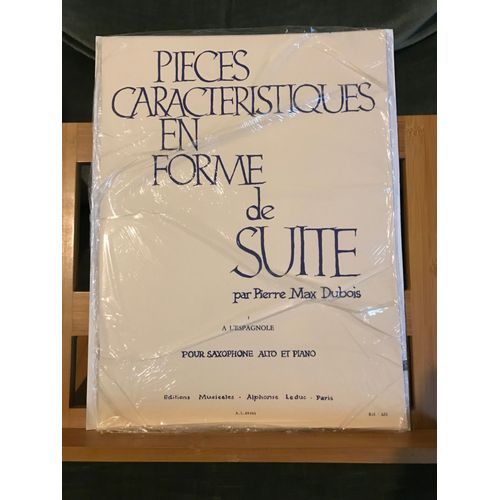 PIECES
CARACTERISTIQUES
EN
FORME
de
SUITE
par Pierre Max Dubois
1
A L'ESPAGNOLE
POUR SAXOPHONE ALTO ET PIANO
Editions Musicales - Alphonse Leduc - Paris